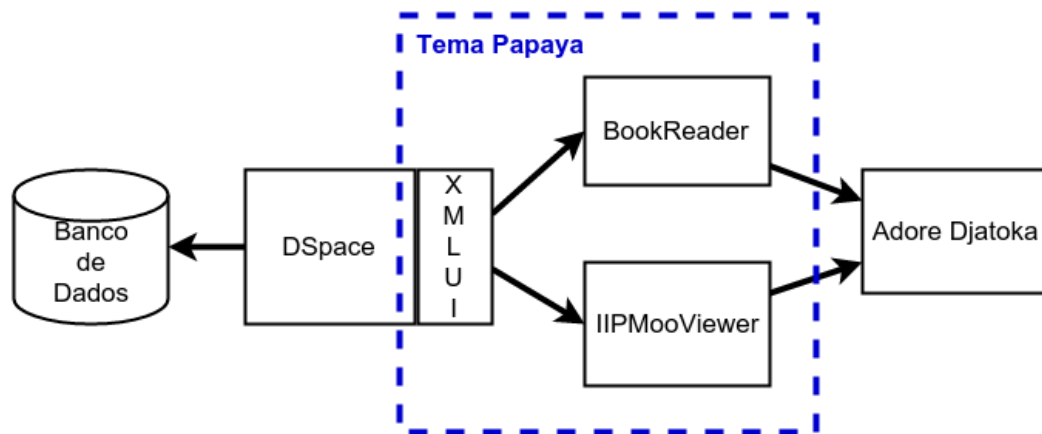 Tema Papaya
BookReader
X
M
L
U
I
Banco
de
Dados
DSpace
Adore Djatoka
IIPMooViewer